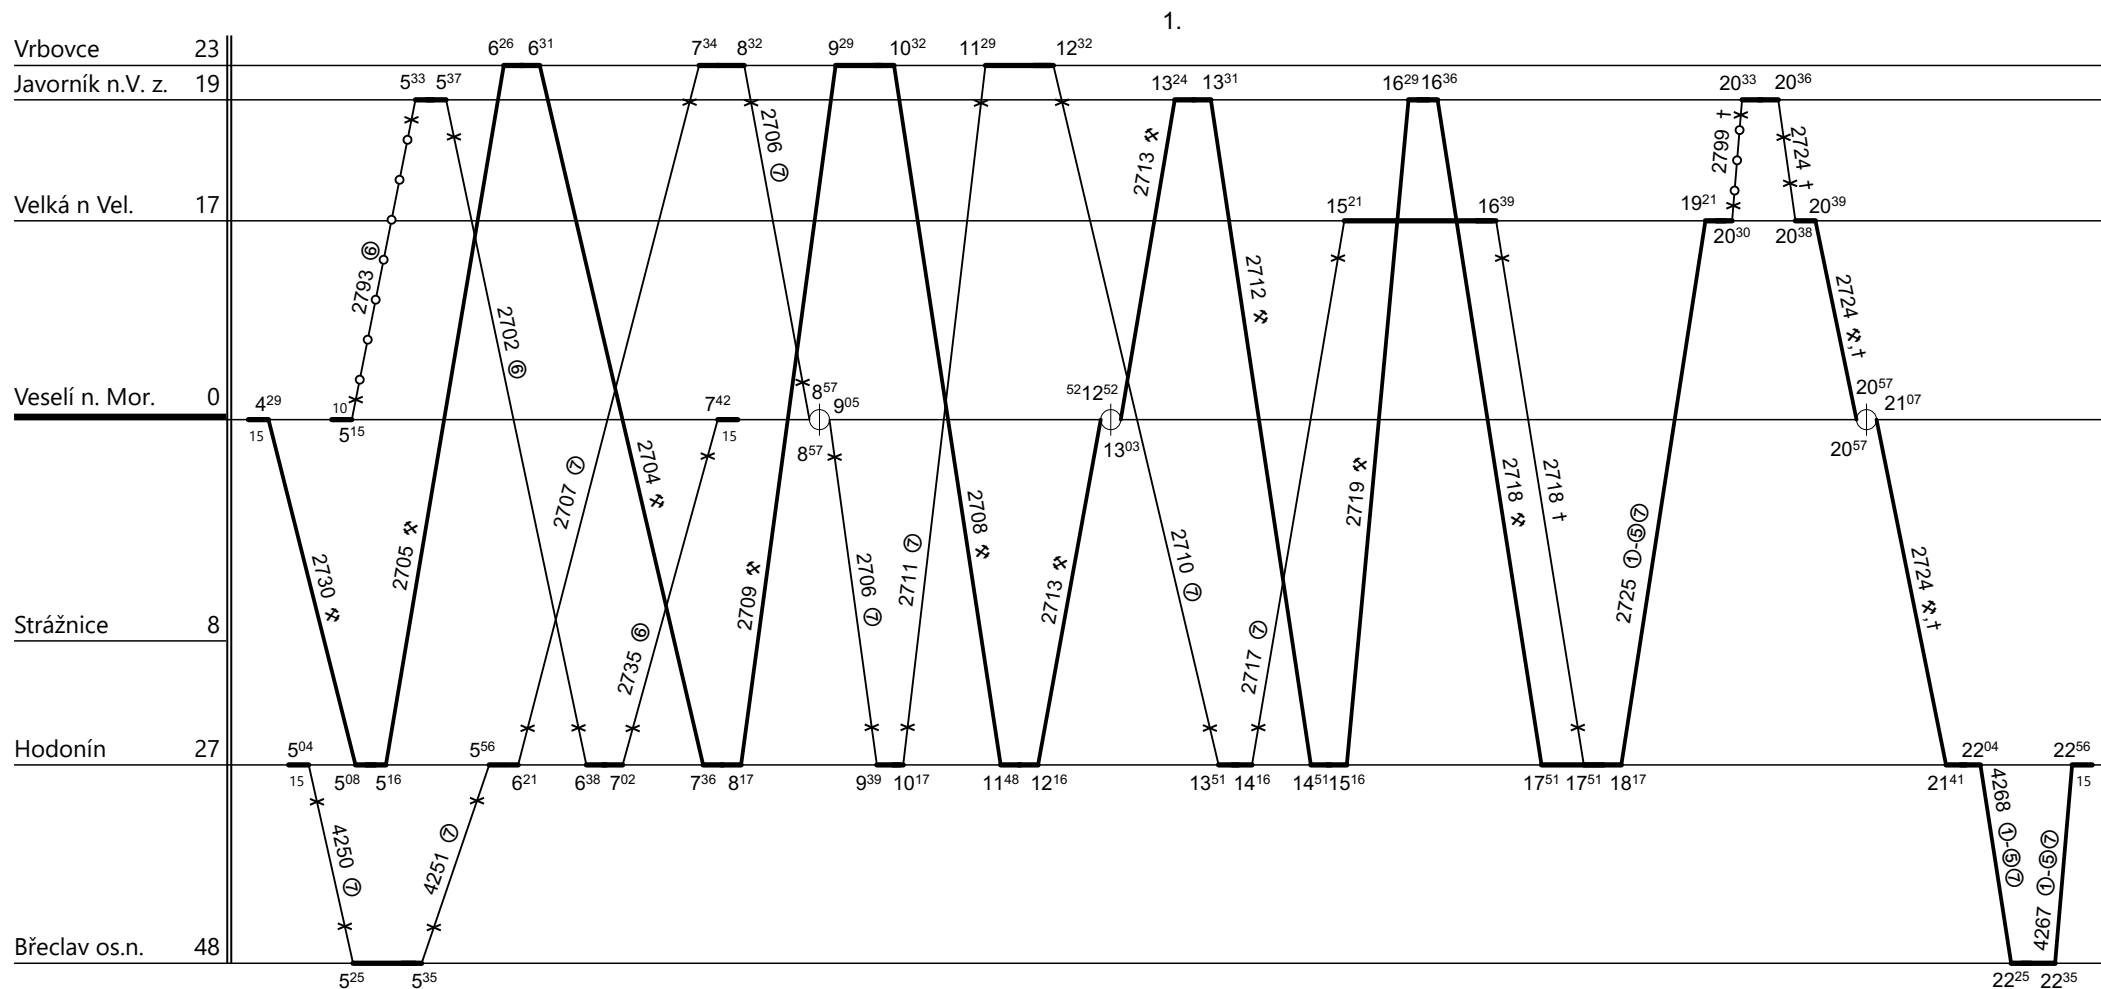 1.
Vrbovce 23 6²⁶ 6³¹ 7³⁴ 8³² 9²⁹ 10³² 11²⁹ 12³²
Javorník n.V. z. 19 5³³ 5³⁷ 13²⁴ 13³¹ 16²⁹ 16³⁶ 20³³ 20³⁶
2706 ⑦ 2713 ⚒ 2799 † 2724 †
Velká n Vel. 17 15²¹ 16³⁹ 19²¹ 20³⁹
20³⁰ 20³⁸
2793 ⑥ 2702 ⑥ 2712 ⚒ 2724 ⚒,†
Veselí n. Mor. 0 4²⁹ 10 7⁴² 8⁵⁷ 9⁰⁵ ⁵²12⁵² 20⁵⁷ 21⁰⁷
15 5¹⁵ 15 8⁵⁷ 13⁰³ 20⁵⁷
2730 ⚒ 2705 ⚒ 2707 ⑦ 2704 ⚒ 2735 ⑥ 2709 ⚒ 2706 ⑦ 2711 ⑦ 2708 ⚒ 2713 ⚒ 2710 ⑦ 2717 ⑦ 2719 ⚒ 2718 ⚒ 2718 † 2725 ①-⑤⑦ 2724 ⚒,†
Strážnice 8
Hodonín 27 5⁰⁴ 5⁵⁶ 22⁰⁴ 22⁵⁶
15 5⁰⁸ 5¹⁶ 6²¹ 6³⁸ 7⁰² 7³⁶ 8¹⁷ 9³⁹ 10¹⁷ 11⁴⁸ 12¹⁶ 13⁵¹ 14¹⁶ 14⁵¹ 15¹⁶ 17⁵¹ 17⁵¹ 18¹⁷ 21⁴¹ 15
4250 ⑦ 4251 ⑦ 4268 ①-⑤⑦ 4267 ①-⑤⑦
Břeclav os.n. 48
5²⁵ 5³⁵ 22²⁵ 22³⁵